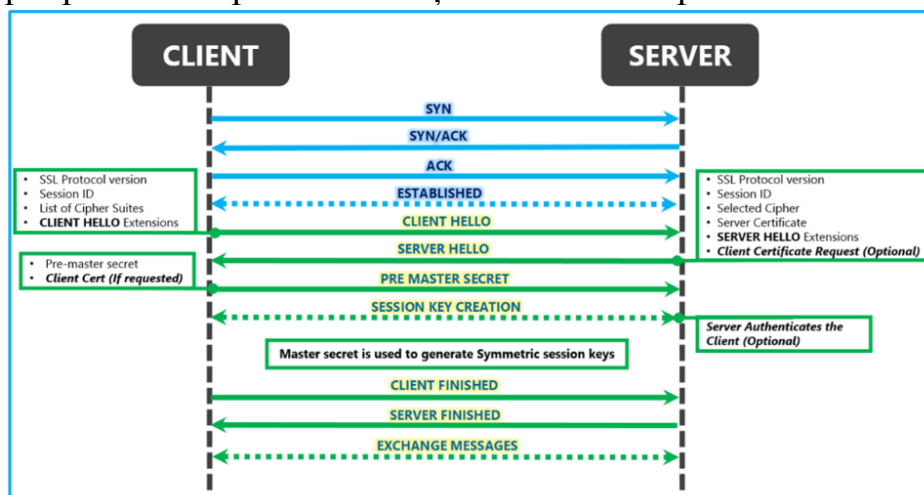 CLIENT
SERVER
SYN
SYN/ACK
ACK
ESTABLISHED
• SSL Protocol version
• Session ID
• List of Cipher Suites
• CLIENT HELLO Extensions
• SSL Protocol version
• Session ID
• Selected Cipher
• Server Certificate
• SERVER HELLO Extensions
• Client Certificate Request (Optional)
CLIENT HELLO
SERVER HELLO
• Pre-master secret
• Client Cert (If requested)
PRE MASTER SECRET
SESSION KEY CREATION
Server Authenticates the
Client (Optional)
Master secret is used to generate Symmetric session keys
CLIENT FINISHED
SERVER FINISHED
EXCHANGE MESSAGES